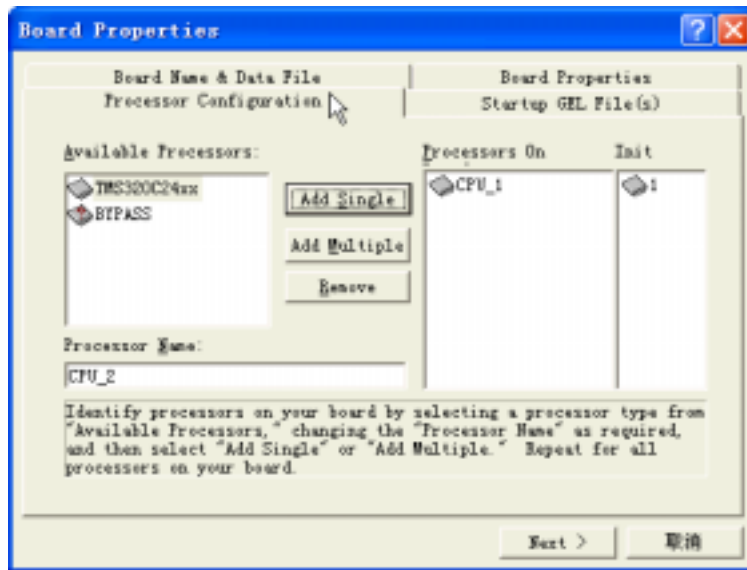 Board Properties
Board Name & Data File
Board Properties
Processor Configuration
Startup GEL File(s)
Available Processors:
Processors On
Init
TMS320C24xx
CPU_1
1
BYPASS
Add Single
Add Multiple
Remove
Processor Name:
CPU_2
Identify processors on your board by selecting a processor type from
"Available Processors," changing the "Processor Name" as required,
and then select "Add Single" or "Add Multiple." Repeat for all
processors on your board.
Next >
取消